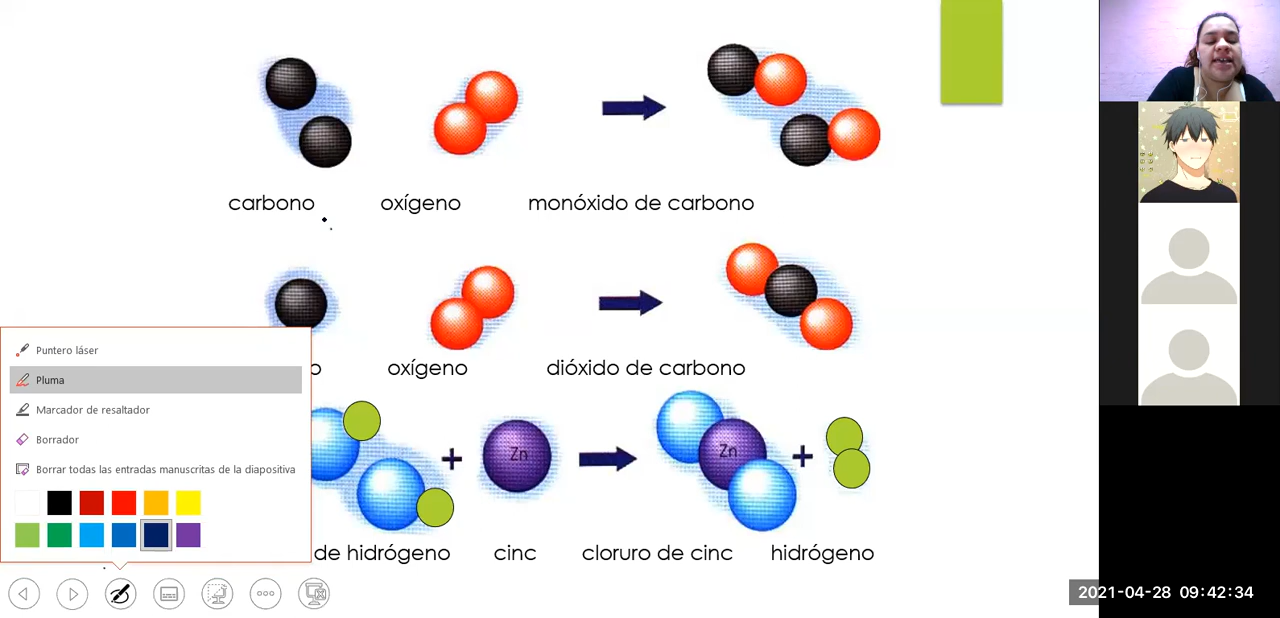 carbono oxígeno monóxido de carbono
Puntero láser
Pluma
o oxígeno dióxido de carbono
Marcador de resaltador
Borrador
Borrar todas las entradas manuscritas de la diapositiva
+ Zn Zn +
de hidrógeno cinc cloruro de cinc hidrógeno
2021-04-28 09:42:34